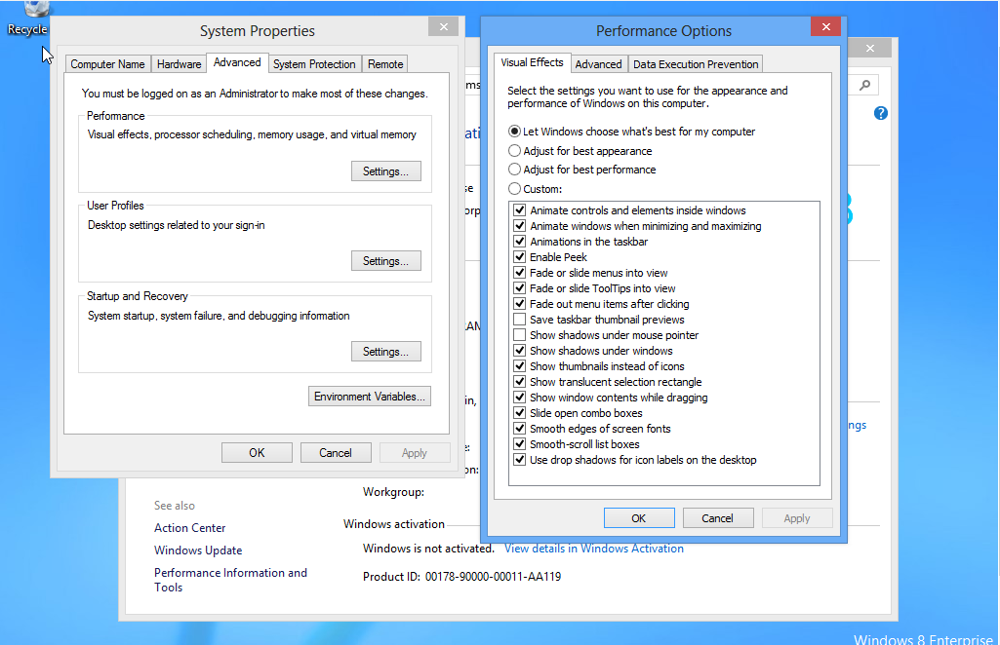 Recycle
System Properties
Computer Name
Hardware
Advanced
System Protection
Remote
You must be logged on as an Administrator to make most of these changes.
Performance
Visual effects, processor scheduling, memory usage, and virtual memory
Settings...
User Profiles
Desktop settings related to your sign-in
Settings...
Startup and Recovery
System startup, system failure, and debugging information
Settings...
Environment Variables...
OK
Cancel
Apply
Performance Options
Visual Effects
Advanced
Data Execution Prevention
Select the settings you want to use for the appearance and
performance of Windows on this computer.
Let Windows choose what's best for my computer
Adjust for best appearance
Adjust for best performance
Custom:
Animate controls and elements inside windows
Animate windows when minimizing and maximizing
Animations in the taskbar
Enable Peek
Fade or slide menus into view
Fade or slide ToolTips into view
Fade out menu items after clicking
Save taskbar thumbnail previews
Show shadows under mouse pointer
Show shadows under windows
Show thumbnails instead of icons
Show translucent selection rectangle
Show window contents while dragging
Slide open combo boxes
Smooth edges of screen fonts
Smooth-scroll list boxes
Use drop shadows for icon labels on the desktop
OK
Cancel
Apply
See also
Action Center
Windows Update
Performance Information and
Tools
Workgroup:
Windows activation
Windows is not activated. View details in Windows Activation
Product ID: 00178-90000-00011-AA119
Windows 8 Enterprise